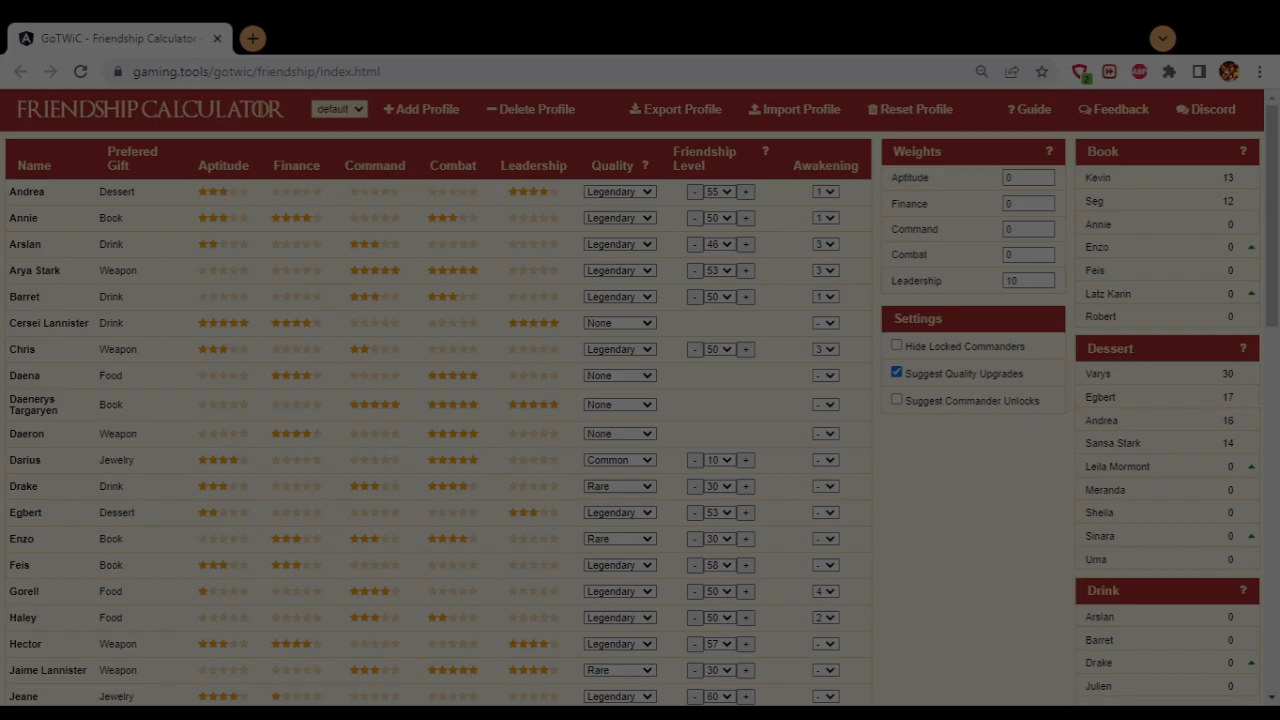 GoTWiC - Friendship Calculator
gaming.tools/gotwic/friendship/index.html
2
FRIENDSHIP CALCULATOR default Add Profile Delete Profile Export Profile Import Profile Reset Profile ? Guide Feedback Discord
Name Prefered Gift Aptitude Finance Command Combat Leadership Quality ? Friendship Level ? Awakening
Andrea Dessert Legendary - 55 + 1
Annie Book Legendary - 50 + 1
Arslan Drink Legendary - 46 + 3
Arya Stark Weapon Legendary - 53 + 3
Barret Drink Legendary - 50 + 1
Cersei Lannister Drink None -
Chris Weapon Legendary - 50 + 3
Daena Food None -
Daenerys Targaryen Book None -
Daeron Weapon None -
Darius Jewelry Common - 10 + -
Drake Drink Rare - 30 + -
Egbert Dessert Legendary - 53 + -
Enzo Book Rare - 30 + -
Feis Book Legendary - 58 + -
Gorell Food Legendary - 50 + 4
Haley Food Legendary - 50 + 2
Hector Weapon Legendary - 57 + -
Jaime Lannister Weapon Rare - 30 + -
Jeane Jewelry Legendary - 60 + -
Weights ?
Aptitude 0
Finance 0
Command 0
Combat 0
Leadership 10
Settings
Hide Locked Commanders
Suggest Quality Upgrades
Suggest Commander Unlocks
Book ?
Kevin 13
Seg 12
Annie 0
Enzo 0
Feis 0
Latz Karin 0
Robert 0
Dessert ?
Varys 30
Egbert 17
Andrea 16
Sansa Stark 14
Leila Mormont 0
Meranda 0
Sheila 0
Sinara 0
Uma 0
Drink ?
Arslan 0
Barret 0
Drake 0
Julien 0